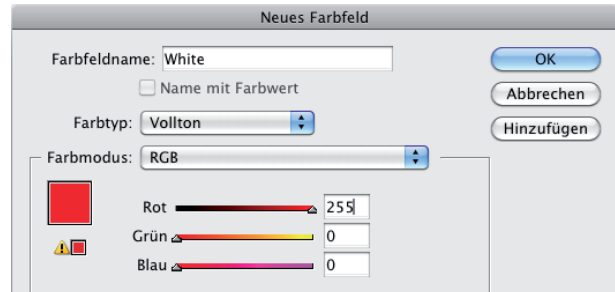 Neues Farbfeld
Farbfeldname: White
OK
Name mit Farbwert
Abbrechen
Farbtyp: Vollton
Hinzufügen
Farbmodus: RGB
Rot 255
Grün 0
Blau 0